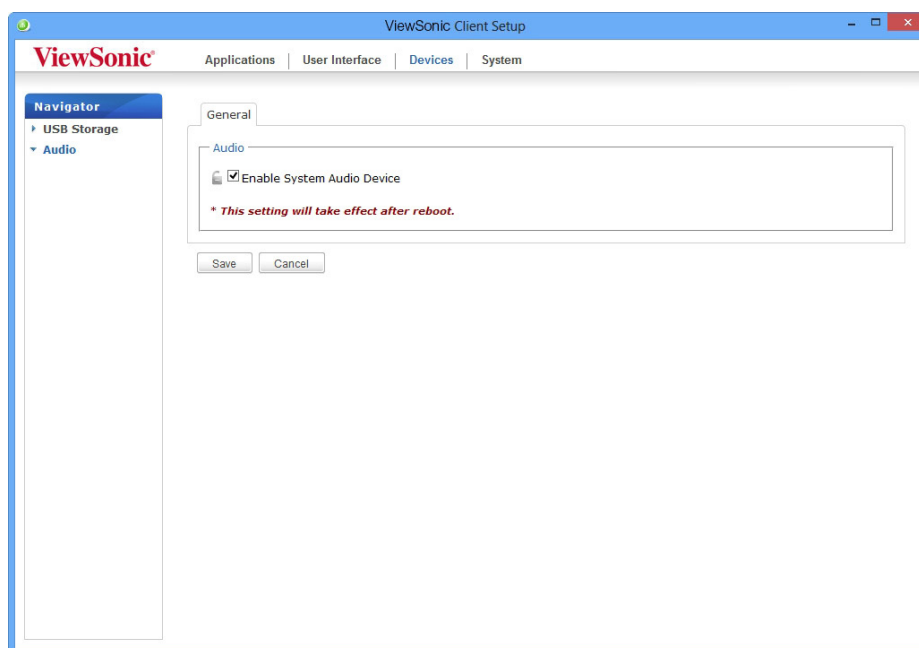 ViewSonic Client Setup
ViewSonic®
Applications | User Interface | Devices | System
Navigator
USB Storage
Audio
General
Audio
Enable System Audio Device
* This setting will take effect after reboot.
Save Cancel